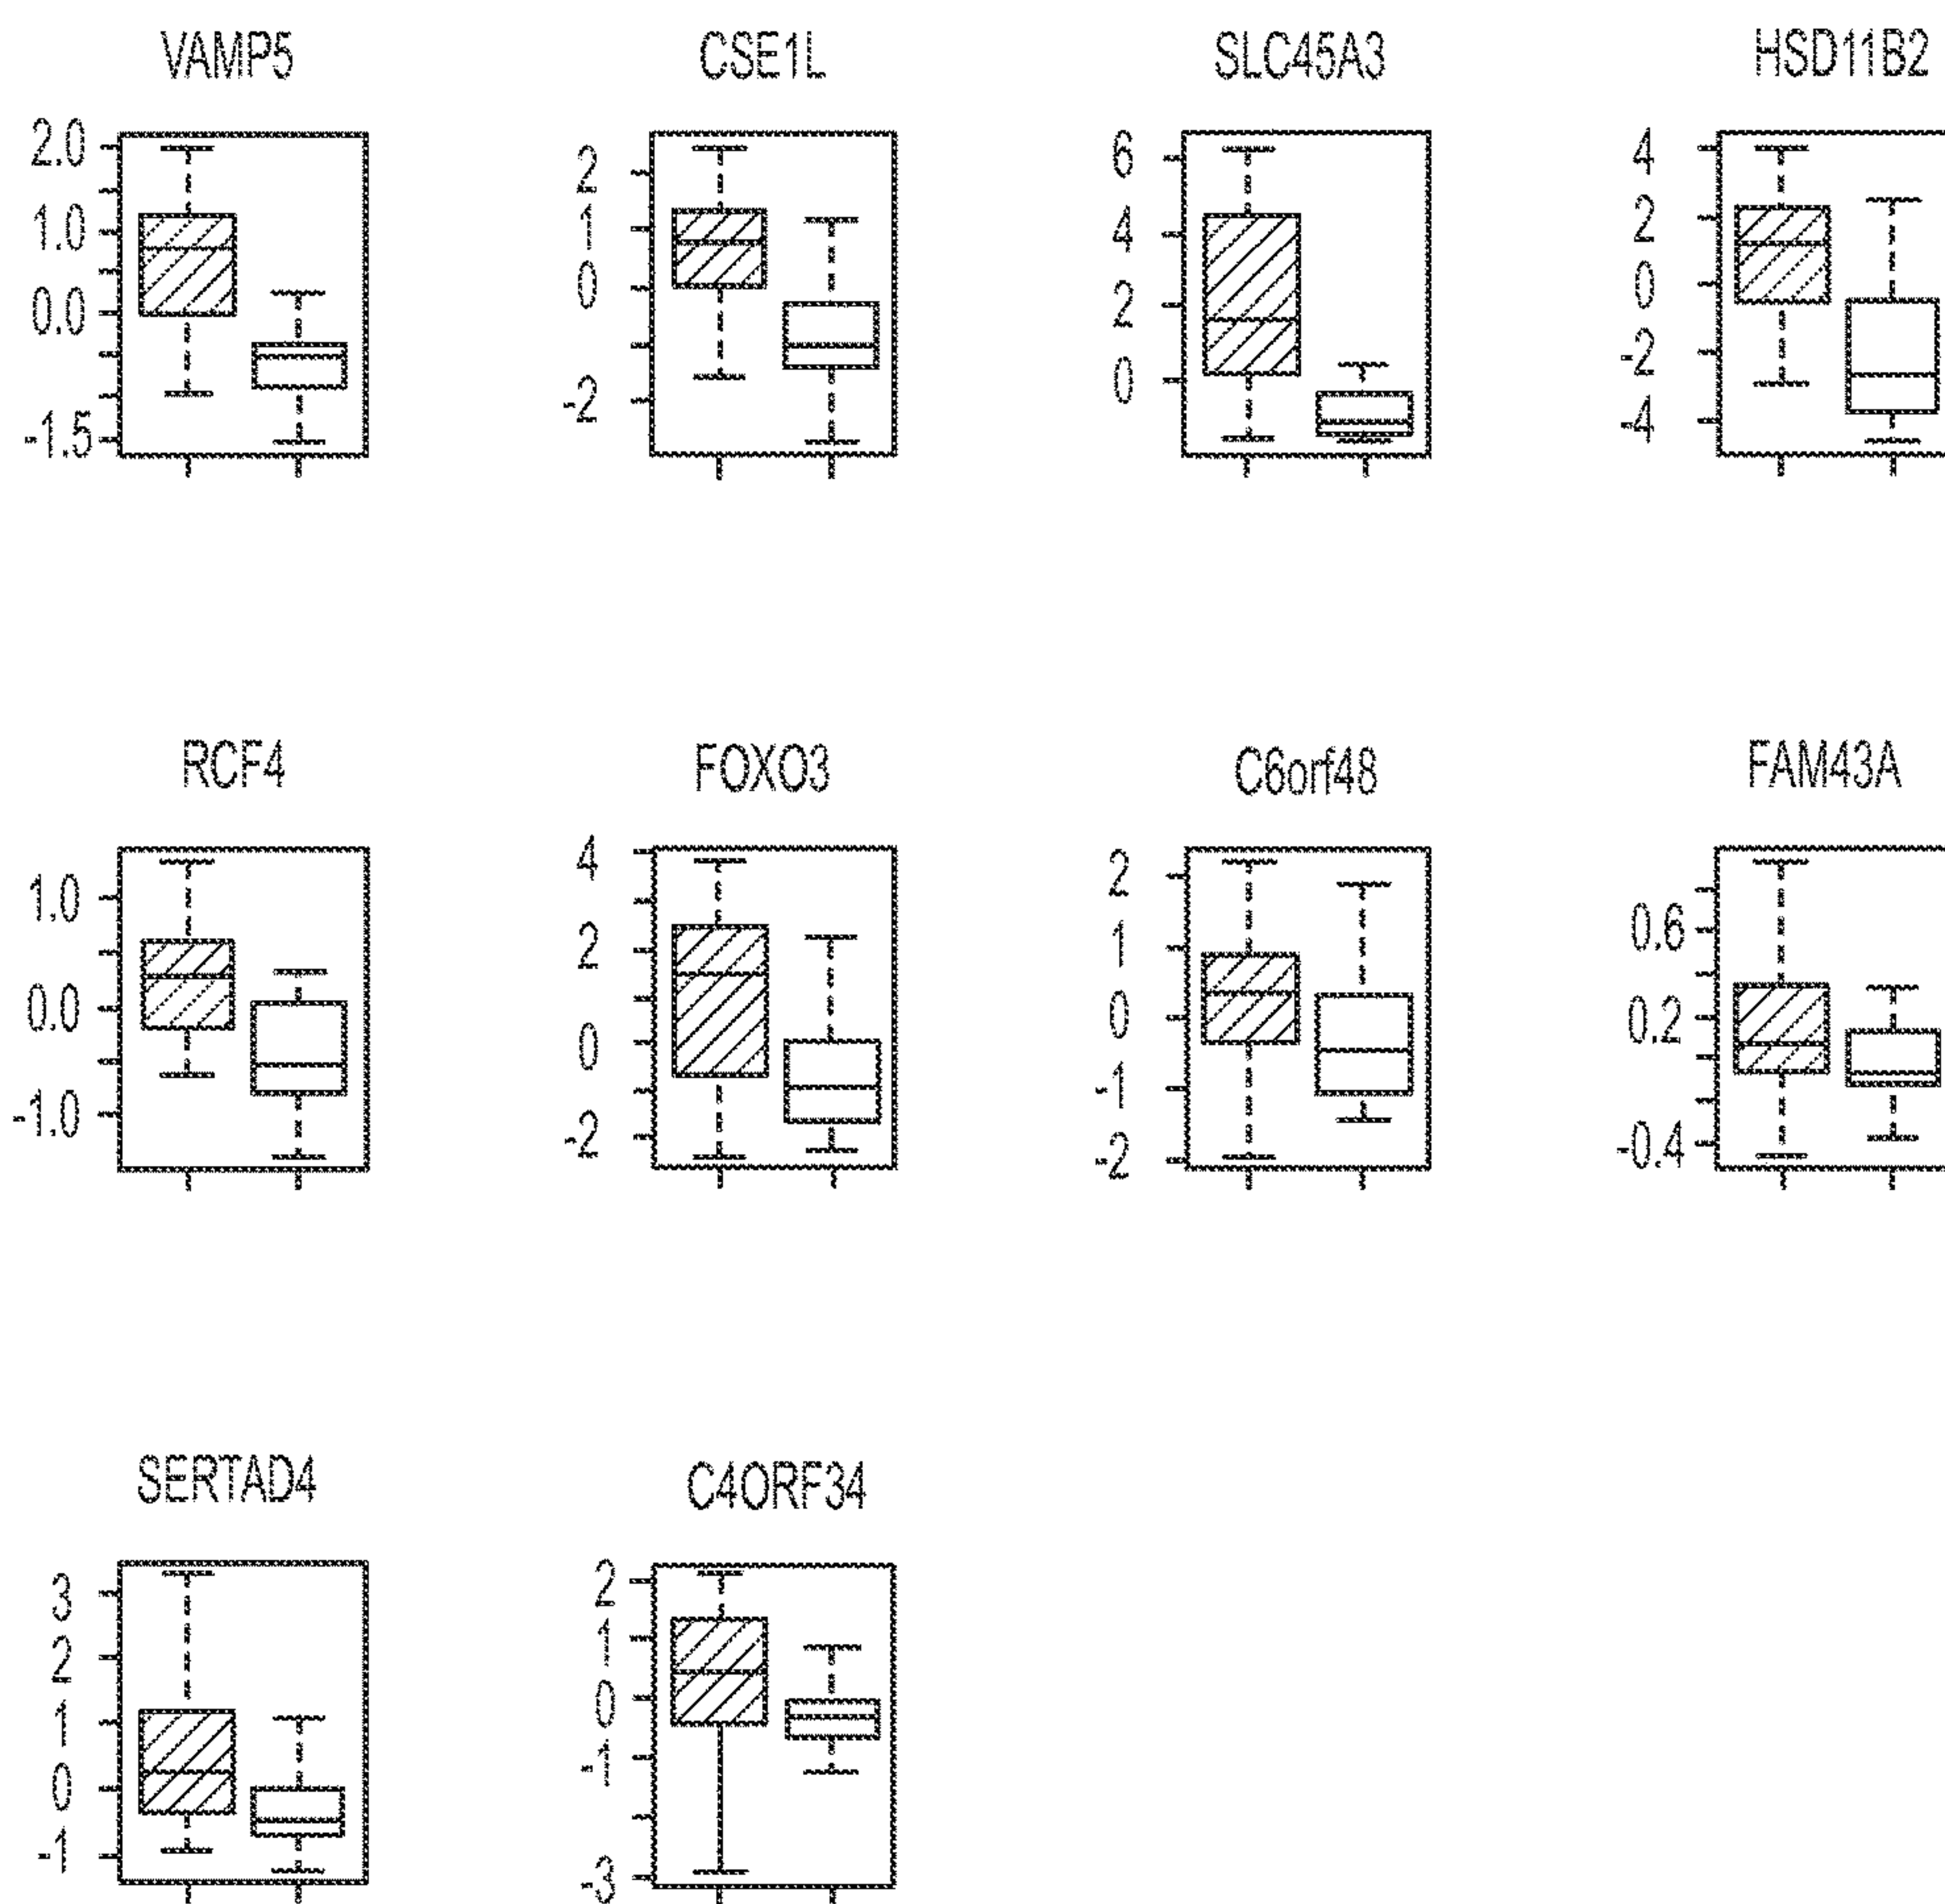 VAMP5 CSE1L SLC45A3 HSD11B2
2.0 2 6 4
1.0 1 4 2
0.0 0 2 0
-1.5 -2 0 -2
-4
RCF4 FOXO3 C6orf48 FAM43A
1.0 4 2 0.6
0.0 2 1 0.2
-1.0 0 0 -0.4
-2 -1
-2
SERTAD4 C4ORF34
3 2
2 1
1 0
0 -1
-1 -3